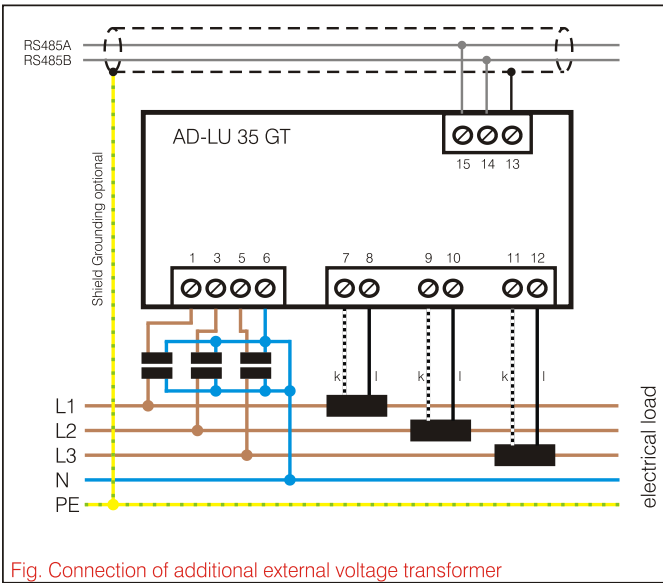 RS485A
RS485B
AD-LU 35 GT
15 14 13
Shield Grounding optional
1 3 5 6 7 8 9 10 11 12
k l k l k l
L1
L2
L3
N
PE
electrical load
Fig. Connection of additional external voltage transformer